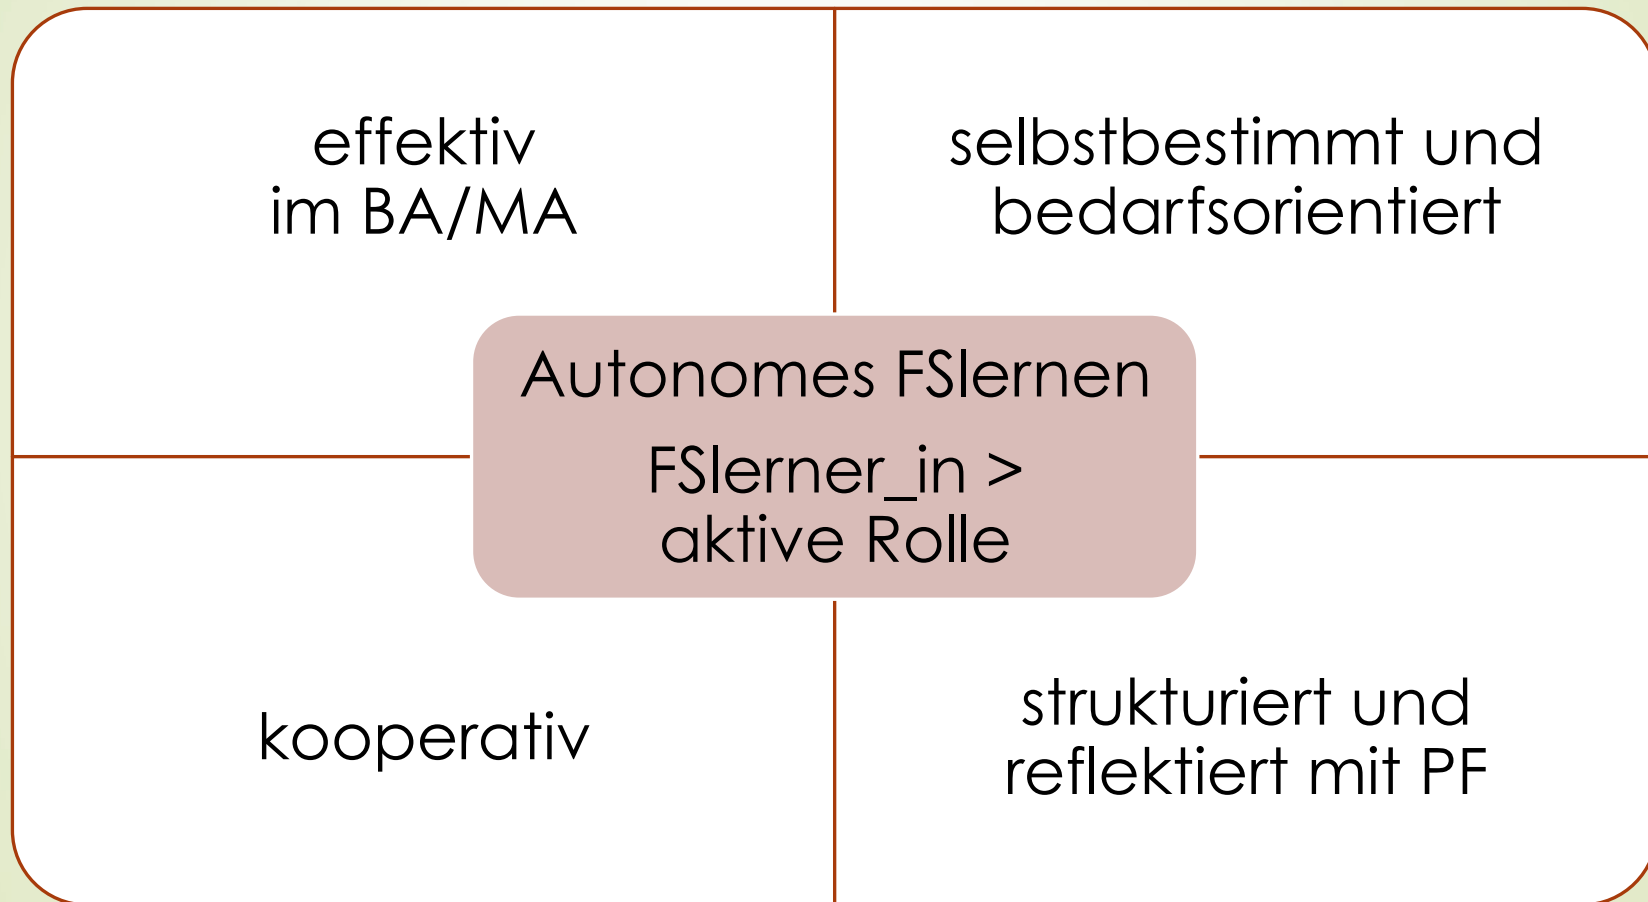 effektiv
im BA/MA
selbstbestimmt und
bedarfsorientiert
Autonomes FSlernen
FSlerner_in >
aktive Rolle
kooperativ
strukturiert und
reflektiert mit PF